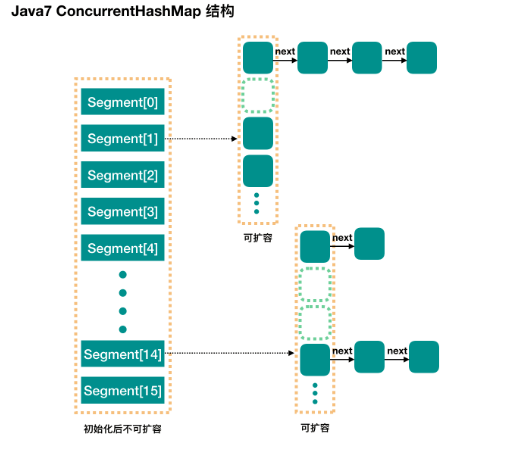 Java7 ConcurrentHashMap 结构
next next next
Segment[0]
Segment[1]
Segment[2]
Segment[3]
Segment[4]
可扩容
next
Segment[14]
next next
Segment[15]
初始化后不可扩容
可扩容